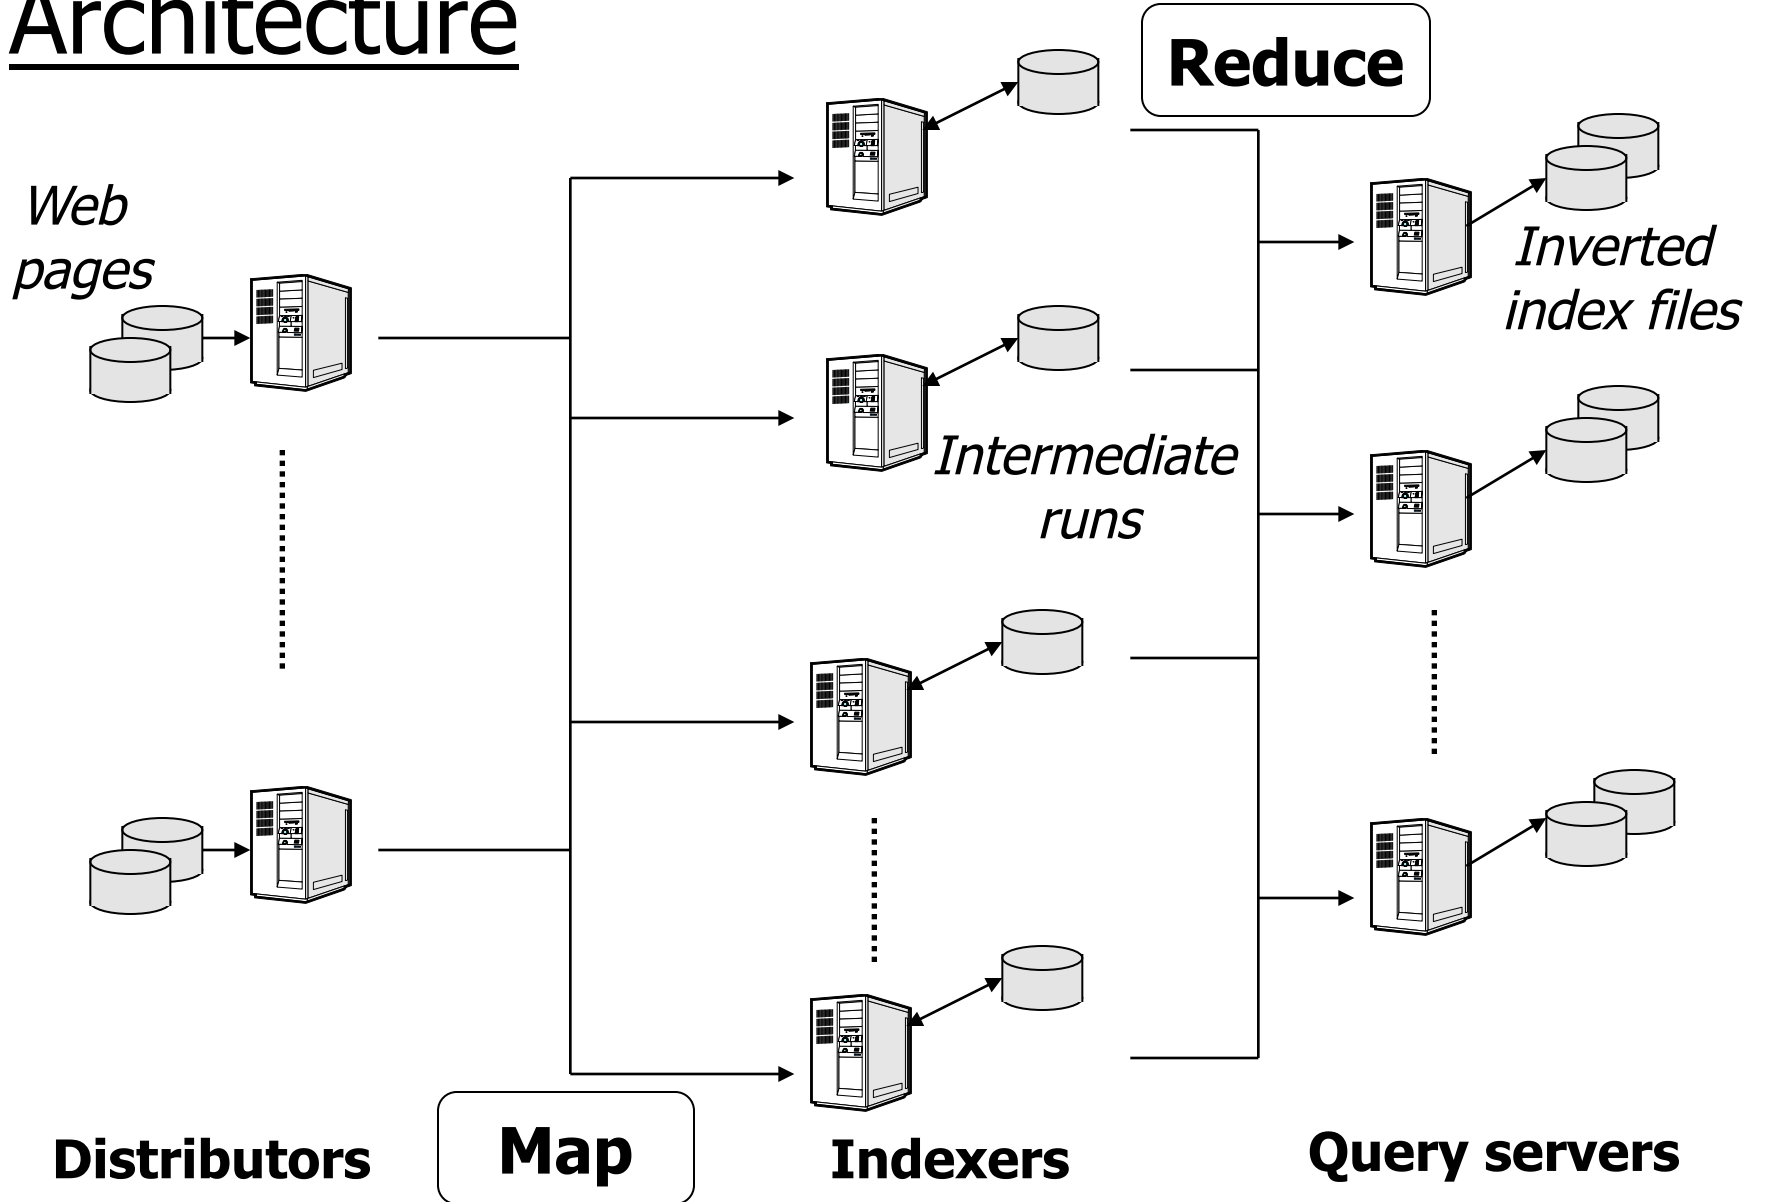 Architecture
Reduce
Web
pages
Inverted
index files
Intermediate
runs
Distributors
Map
Indexers
Query servers